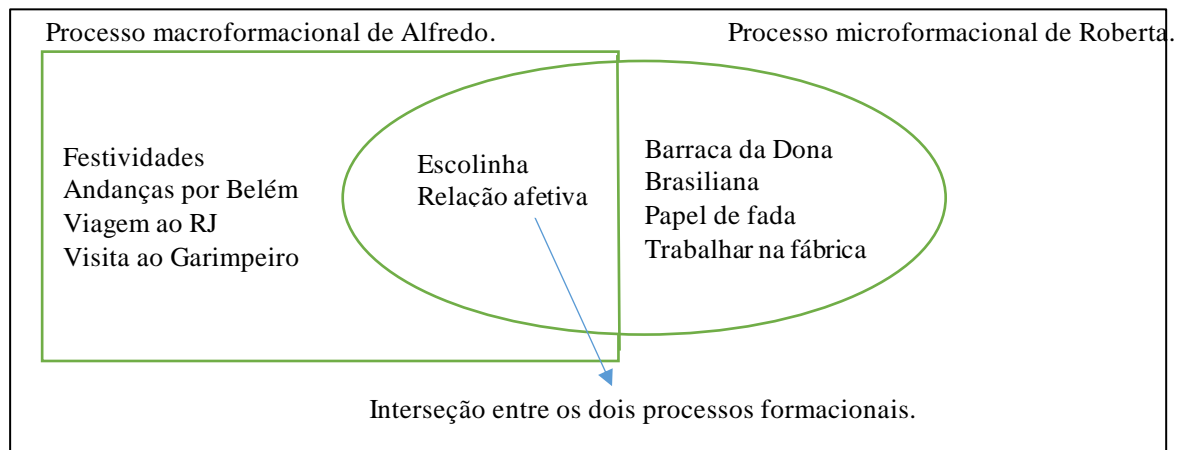 Processo macroformacional de Alfredo.
Processo microformacional de Roberta.
Festividades
Andanças por Belém
Viagem ao RJ
Visita ao Garimpeiro
Escolinha
Relação afetiva
Barraca da Dona
Brasiliana
Papel de fada
Trabalhar na fábrica
Interseção entre os dois processos formacionais.